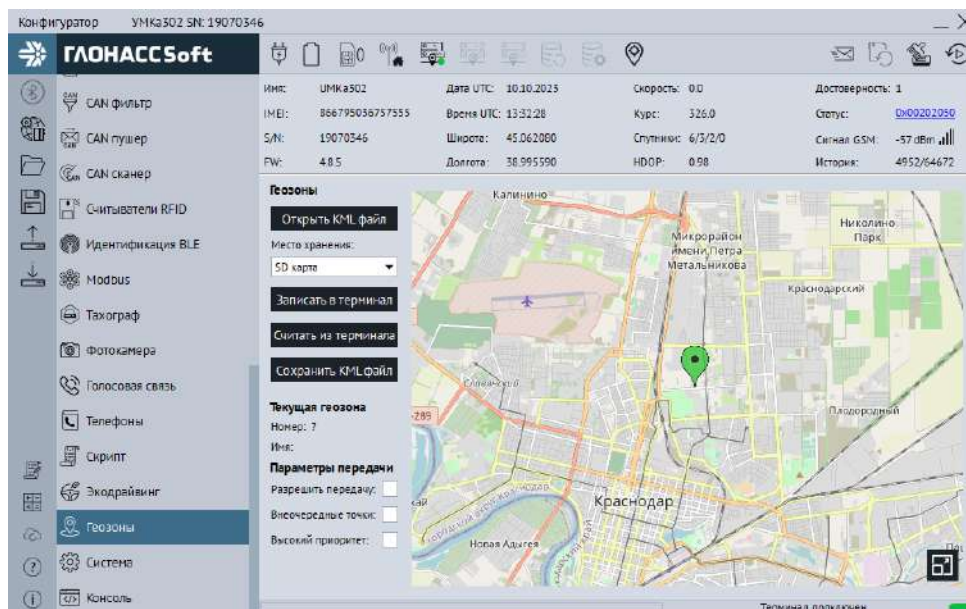 Конфигуратор УМКа302 SN: 19070346
ГЛОНАССSoft
CAN фильтр
CAN пушер
CAN сканер
Считыватели RFID
Идентификация BLE
Modbus
Тахограф
Фотокамера
Голосовая связь
Телефоны
Скрипт
Экодрайвинг
Геозоны
Система
Консоль
Имя: UMKa302 Дата UTC: 10.10.2023 Скорость: 0.0 Достоверность: 1
IMEI: 866795036757555 Время UTC: 13:32:28 Курс: 326.0 Статус: 0x00202050
S/N: 19070346 Широта: 45.062080 Спутники: 6/3/2/0 Сигнал GSM: -57 dBm
FW: 4.8.5 Долгота: 38.995590 HDOP: 0.98 История: 4952/64672
Геозоны
Открыть KML файл
Место хранения:
SD карта
Записать в терминал
Считать из терминала
Сохранить KML файл
Текущая геозона
Номер: ?
Имя:
Параметры передачи
Разрешить передачу:
Внеочередные точки:
Высокий приоритет:
Калинино
Николино
Парк
Микрорайон
имени Петра
Метальникова
Краснодарский
289
Плодородный
Краснодар
Новая Адыгея
Терминал подключен